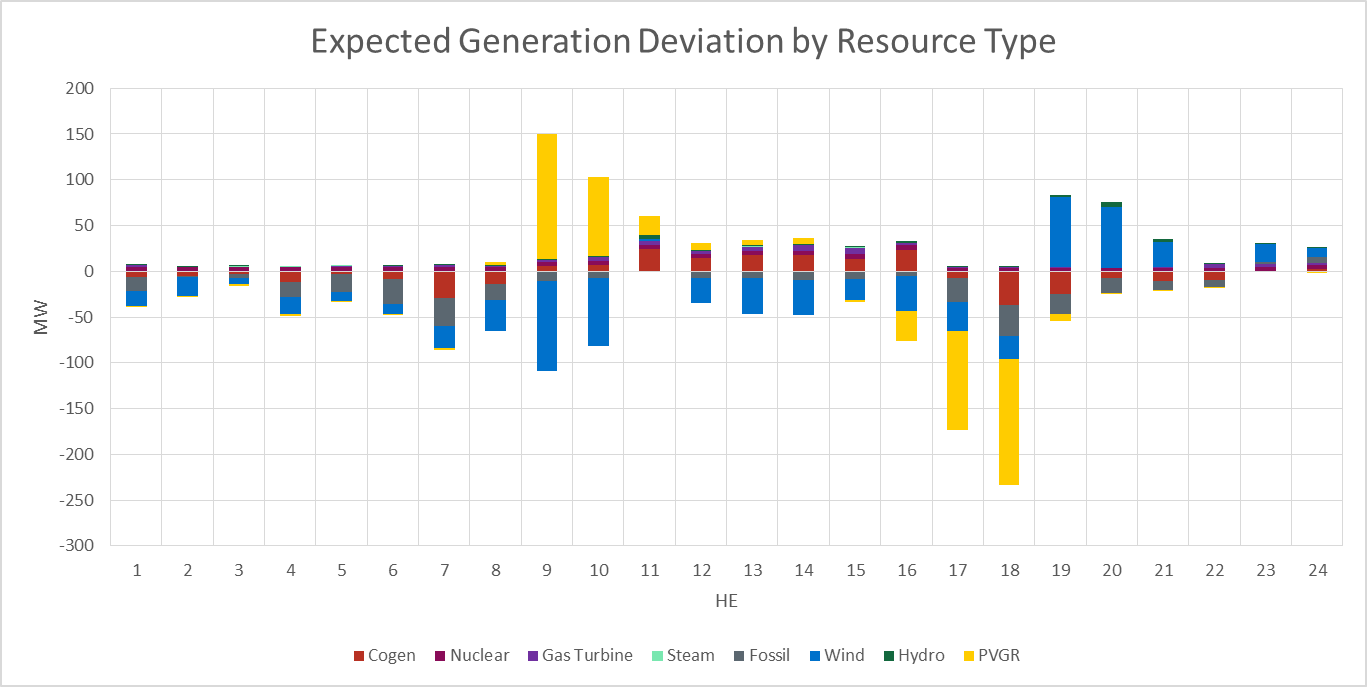 Expected Generation Deviation by Resource Type
200
150
100
50
0
-50
-100
-150
-200
-250
-300
MW
1 2 3 4 5 6 7 8 9 10 11 12 13 14 15 16 17 18 19 20 21 22 23 24
HE
Cogen Nuclear Gas Turbine Steam Fossil Wind Hydro PVGR